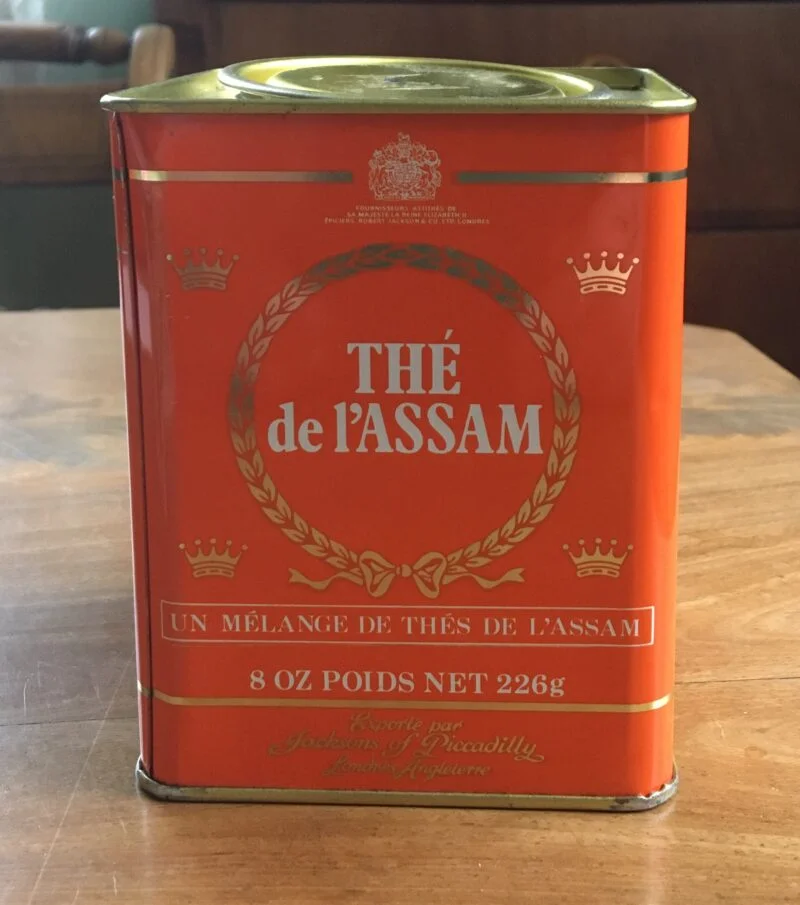 FOURNISSEURS ATTITRÉS DE
SA MAJESTÉ LA REINE ELIZABETH II
ÉPICIERS ROBERT JACKSON & CO. LTD. LONDRES
THÉ
de l'ASSAM
UN MÉLANGE DE THÉS DE L'ASSAM
8 OZ POIDS NET 226g
Exporté par
Jacksons of Piccadilly
Londres Angleterre